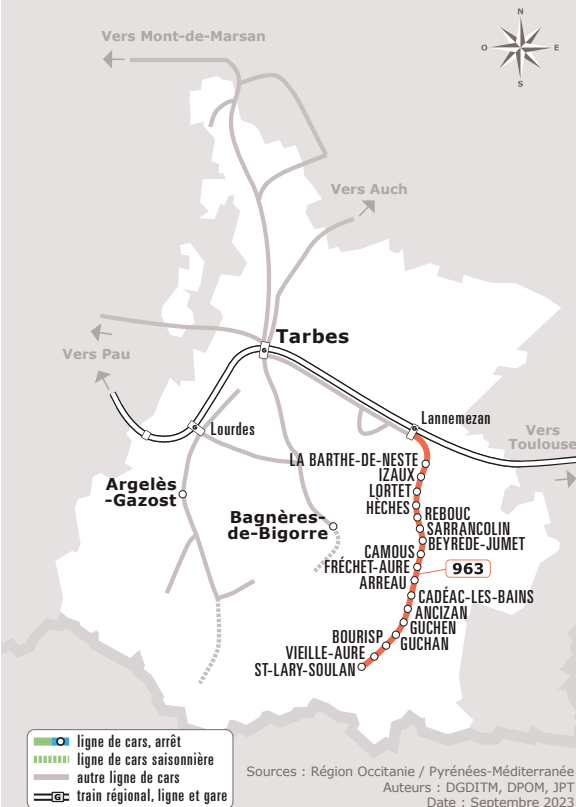 Vers Mont-de-Marsan
N
O
E
S
Vers Auch
Tarbes
Vers Pau
Lannemezan
Lourdes
Vers
Toulouse
LA BARTHE-DE-NESTE
IZAUX
LORTET
HÈCHES
Argelès
-Gazost
REBOUC
Bagnères-
de-Bigorre
SARRANCOLIN
BEYRÈDE-JUMET
CAMOUS
FRÉCHET-AURE
963
ARREAU
CADÉAC-LES-BAINS
ANCIZAN
GUCHEN
BOURISP
GUCHAN
VIEILLE-AURE
ST-LARY-SOULAN
ligne de cars, arrêt
ligne de cars saisonnière
autre ligne de cars
train régional, ligne et gare
Sources : Région Occitanie / Pyrénées-Méditerranée
Auteurs : DGDITM, DPOM, JPT
Date : Septembre 2023